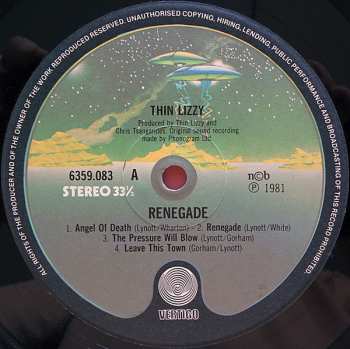 ALL RIGHTS OF THE PRODUCER AND OF THE OWNER OF THE WORK REPRODUCED RESERVED. UNAUTHORISED COPYING, HIRING, LENDING, PUBLIC PERFORMANCE AND BROADCASTING OF THIS RECORD PROHIBITED.
THIN LIZZY
Produced by Thin Lizzy and
Chris Tsangarides. Original sound recording
made by Phonogram Ltd.
6359.083 A
n©b
STEREO 33⅓
℗ 1981
RENEGADE
1. Angel Of Death (Lynott/Wharton) - 2. Renegade (Lynott/White)
3. The Pressure Will Blow (Lynott/Gorham)
4. Leave This Town (Gorham/Lynott)
VERTIGO